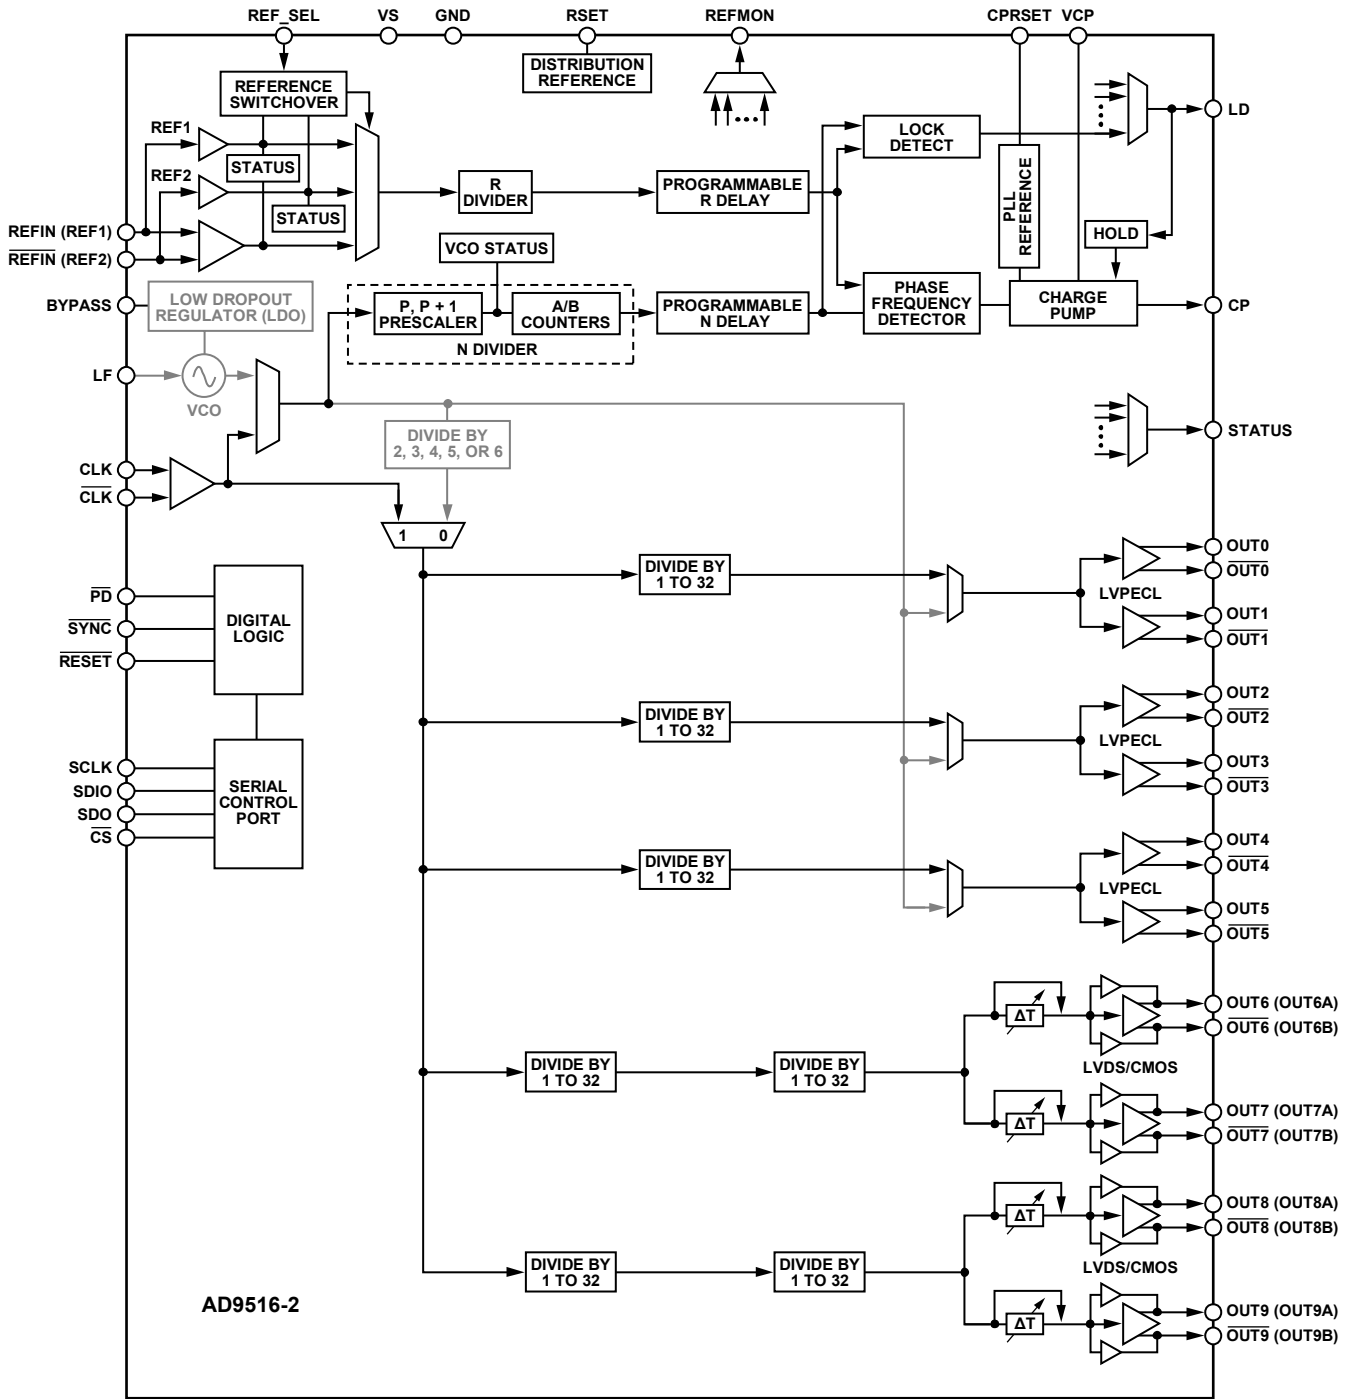 REF_SEL
VS
GND
RSET
REFMON
CPRSET
VCP
DISTRIBUTION
REFERENCE
REFERENCE
SWITCHOVER
REF1
STATUS
REF2
STATUS
REFIN (REF1)
REFIN (REF2)
R
DIVIDER
PROGRAMMABLE
R DELAY
LOCK
DETECT
LD
PLL
REFERENCE
HOLD
VCO STATUS
BYPASS
LOW DROPOUT
REGULATOR (LDO)
P, P + 1
PRESCALER
A/B
COUNTERS
N DIVIDER
PROGRAMMABLE
N DELAY
PHASE
FREQUENCY
DETECTOR
CHARGE
PUMP
CP
LF
VCO
DIVIDE BY
2, 3, 4, 5, OR 6
STATUS
CLK
CLK
1 0
PD
SYNC
RESET
DIGITAL
LOGIC
DIVIDE BY
1 TO 32
LVPECL
OUT0
OUT0
OUT1
OUT1
SCLK
SDIO
SDO
CS
SERIAL
CONTROL
PORT
DIVIDE BY
1 TO 32
LVPECL
OUT2
OUT2
OUT3
OUT3
DIVIDE BY
1 TO 32
LVPECL
OUT4
OUT4
OUT5
OUT5
DIVIDE BY
1 TO 32
DIVIDE BY
1 TO 32
ΔT
ΔT
LVDS/CMOS
OUT6 (OUT6A)
OUT6 (OUT6B)
OUT7 (OUT7A)
OUT7 (OUT7B)
DIVIDE BY
1 TO 32
DIVIDE BY
1 TO 32
ΔT
ΔT
LVDS/CMOS
OUT8 (OUT8A)
OUT8 (OUT8B)
OUT9 (OUT9A)
OUT9 (OUT9B)
AD9516-2